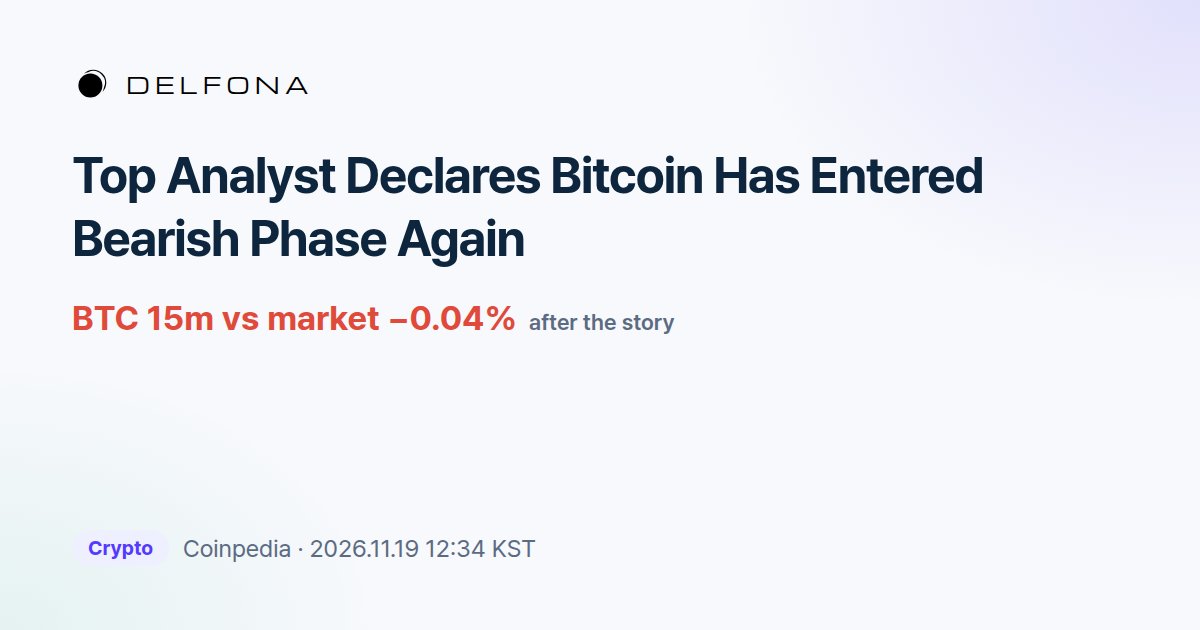 DELFONA
Top Analyst Declares Bitcoin Has Entered
Bearish Phase Again
BTC 15m vs market −0.04% after the story
Crypto Coinpedia · 2026.11.19 12:34 KST